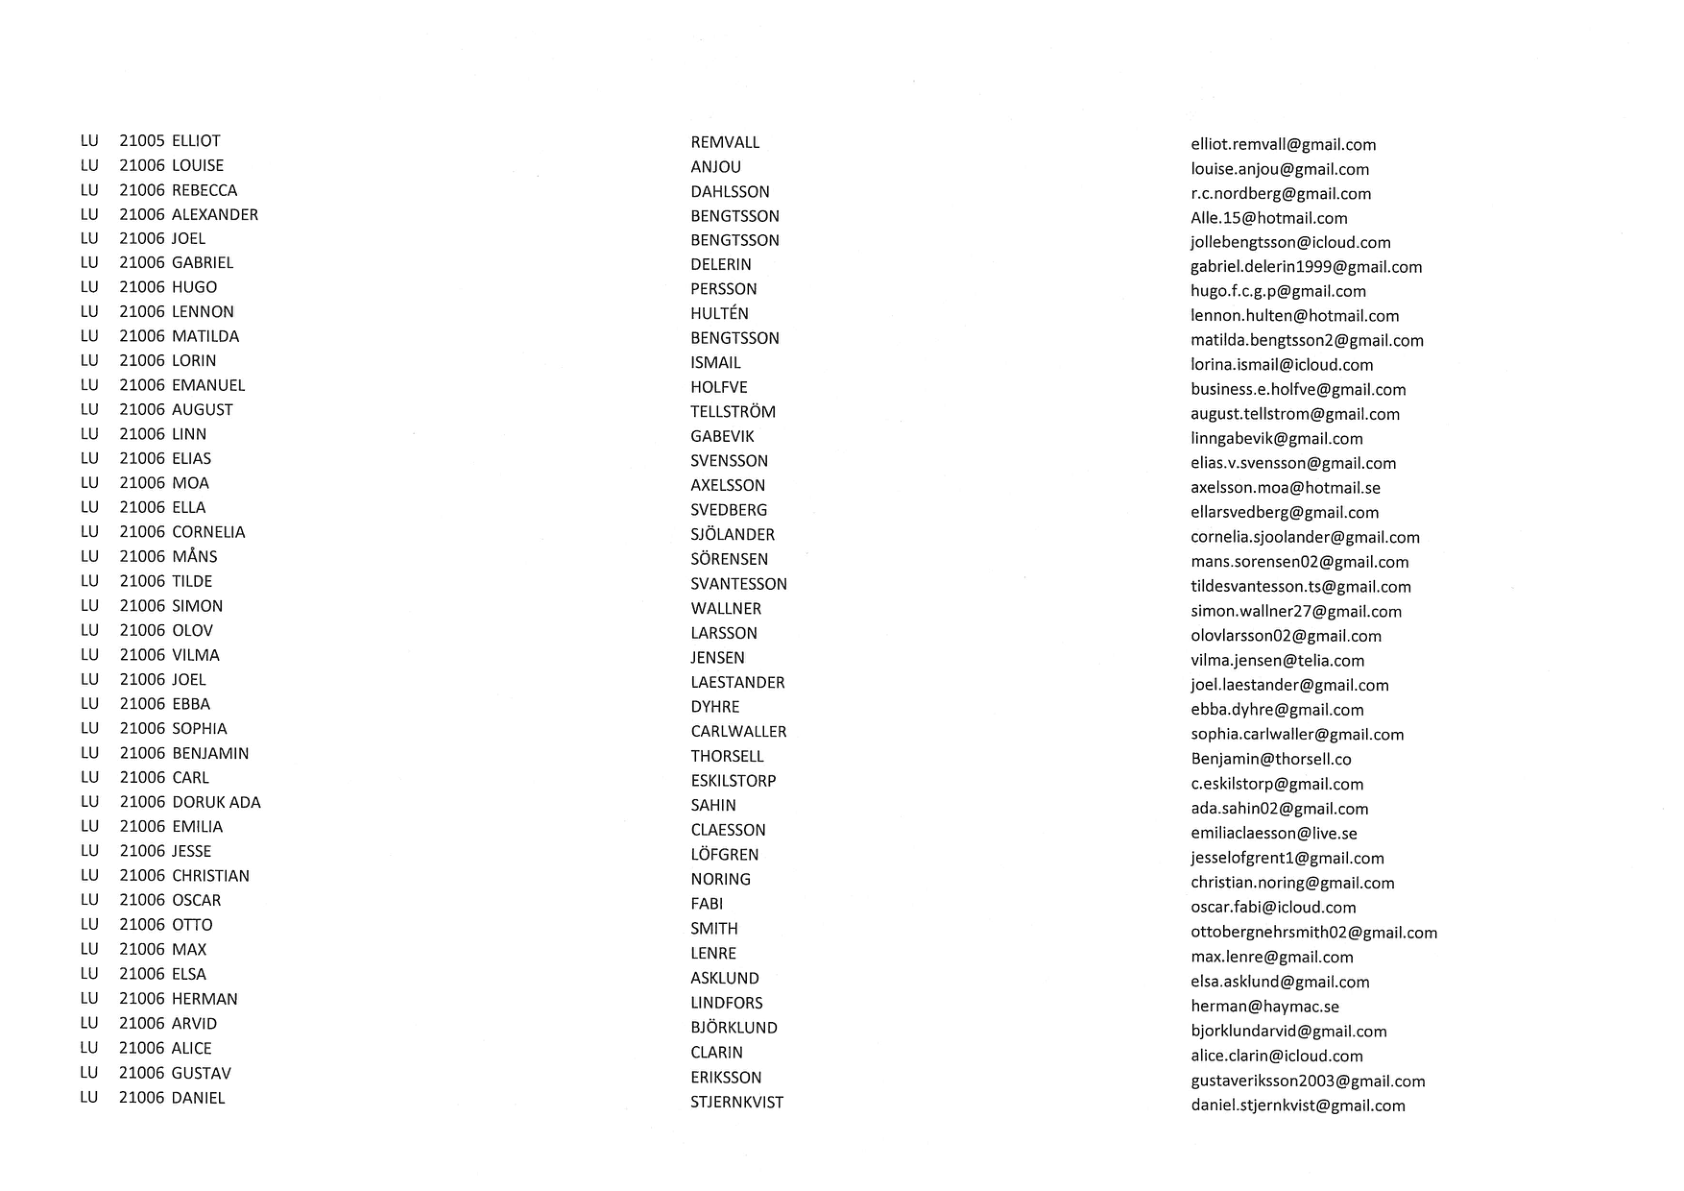 LU 21005 ELLIOT REMVALL elliot.remvall@gmail.com
LU 21006 LOUISE ANJOU louise.anjou@gmail.com
LU 21006 REBECCA DAHLSSON r.c.nordberg@gmail.com
LU 21006 ALEXANDER BENGTSSON Alle.15@hotmail.com
LU 21006 JOEL BENGTSSON jollebengtsson@icloud.com
LU 21006 GABRIEL DELERIN gabriel.delerin1999@gmail.com
LU 21006 HUGO PERSSON hugo.f.c.g.p@gmail.com
LU 21006 LENNON HULTÉN lennon.hulten@hotmail.com
LU 21006 MATILDA BENGTSSON matilda.bengtsson2@gmail.com
LU 21006 LORIN ISMAIL lorina.ismail@icloud.com
LU 21006 EMANUEL HOLFVE business.e.holfve@gmail.com
LU 21006 AUGUST TELLSTRÖM august.tellstrom@gmail.com
LU 21006 LINN GABEVIK linngabevik@gmail.com
LU 21006 ELIAS SVENSSON elias.v.svensson@gmail.com
LU 21006 MOA AXELSSON axelsson.moa@hotmail.se
LU 21006 ELLA SVEDBERG ellarsvedberg@gmail.com
LU 21006 CORNELIA SJÖLANDER cornelia.sjoolander@gmail.com
LU 21006 MÅNS SÖRENSEN mans.sorensen02@gmail.com
LU 21006 TILDE SVANTESSON tildesvantesson.ts@gmail.com
LU 21006 SIMON WALLNER simon.wallner27@gmail.com
LU 21006 OLOV LARSSON olovlarsson02@gmail.com
LU 21006 VILMA JENSEN vilma.jensen@telia.com
LU 21006 JOEL LAESTANDER joel.laestander@gmail.com
LU 21006 EBBA DYHRE ebba.dyhre@gmail.com
LU 21006 SOPHIA CARLWALLER sophia.carlwaller@gmail.com
LU 21006 BENJAMIN THORSELL Benjamin@thorsell.co
LU 21006 CARL ESKILSTORP c.eskilstorp@gmail.com
LU 21006 DORUK ADA SAHIN ada.sahin02@gmail.com
LU 21006 EMILIA CLAESSON emiliaclaesson@live.se
LU 21006 JESSE LÖFGREN jesselofgrent1@gmail.com
LU 21006 CHRISTIAN NORING christian.noring@gmail.com
LU 21006 OSCAR FABI oscar.fabi@icloud.com
LU 21006 OTTO SMITH ottobergnehrsmith02@gmail.com
LU 21006 MAX LENRE max.lenre@gmail.com
LU 21006 ELSA ASKLUND elsa.asklund@gmail.com
LU 21006 HERMAN LINDFORS herman@haymac.se
LU 21006 ARVID BJÖRKLUND bjorklundarvid@gmail.com
LU 21006 ALICE CLARIN alice.clarin@icloud.com
LU 21006 GUSTAV ERIKSSON gustaveriksson2003@gmail.com
LU 21006 DANIEL STJERNKVIST daniel.stjernkvist@gmail.com